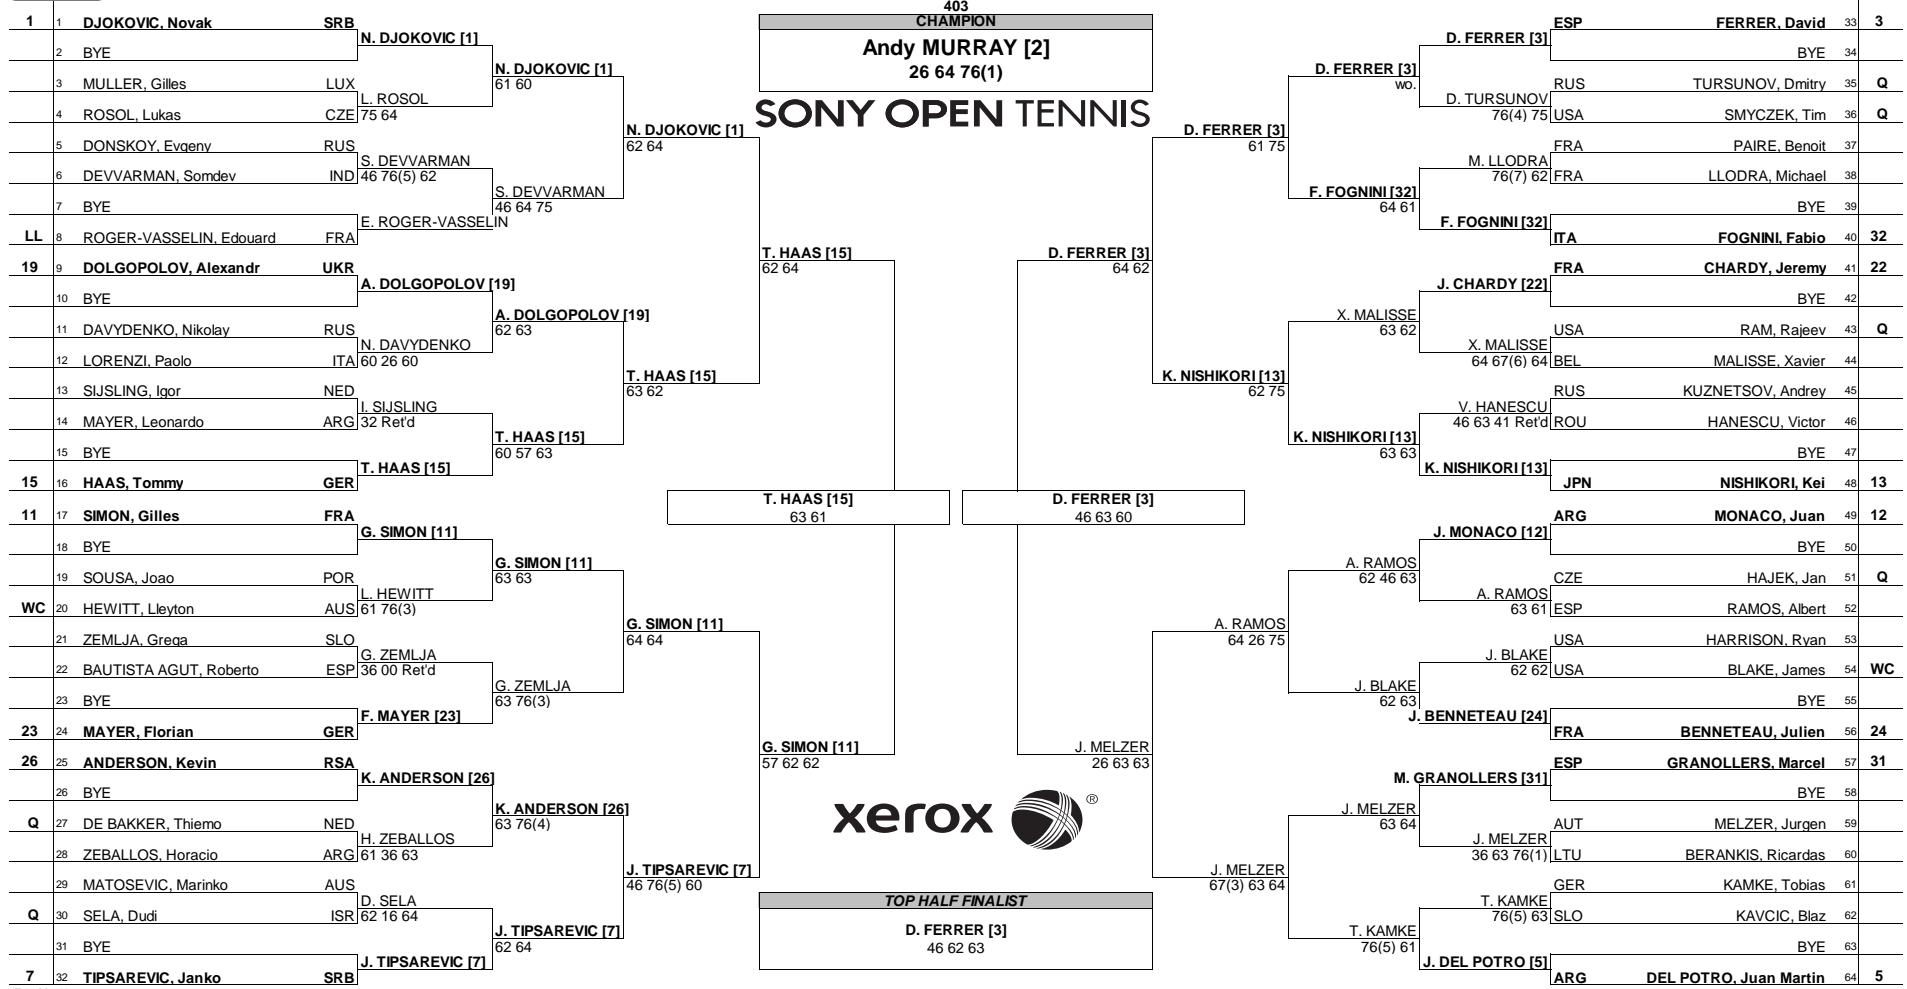 403
CHAMPION
Andy MURRAY [2]
26 64 76(1)
SONY OPEN TENNIS
1 1 DJOKOVIC, Novak SRB
2 BYE
3 MULLER, Gilles LUX
4 ROSOL, Lukas CZE
5 DONSKOY, Evgeny RUS
6 DEVVARMAN, Somdev IND
7 BYE
LL 8 ROGER-VASSELIN, Edouard FRA
19 9 DOLGOPOLOV, Alexandr UKR
10 BYE
11 DAVYDENKO, Nikolay RUS
12 LORENZI, Paolo ITA
13 SIJSLING, Igor NED
14 MAYER, Leonardo ARG
15 BYE
15 16 HAAS, Tommy GER
11 17 SIMON, Gilles FRA
18 BYE
19 SOUSA, Joao POR
WC 20 HEWITT, Lleyton AUS
21 ZEMLJA, Grega SLO
22 BAUTISTA AGUT, Roberto ESP
23 BYE
23 24 MAYER, Florian GER
26 25 ANDERSON, Kevin RSA
26 BYE
Q 27 DE BAKKER, Thiemo NED
28 ZEBALLOS, Horacio ARG
29 MATOSEVIC, Marinko AUS
Q 30 SELA, Dudi ISR
31 BYE
7 32 TIPSAREVIC, Janko SRB
N. DJOKOVIC [1]
L. ROSOL
75 64
S. DEVVARMAN
46 76(5) 62
E. ROGER-VASSELIN
A. DOLGOPOLOV [19]
N. DAVYDENKO
60 26 60
I. SIJSLING
32 Ret'd
T. HAAS [15]
G. SIMON [11]
L. HEWITT
61 76(3)
G. ZEMLJA
36 00 Ret'd
F. MAYER [23]
K. ANDERSON [26]
H. ZEBALLOS
61 36 63
D. SELA
62 16 64
J. TIPSAREVIC [7]
N. DJOKOVIC [1]
61 60
S. DEVVARMAN
46 64 75
A. DOLGOPOLOV [19]
62 63
T. HAAS [15]
60 57 63
G. SIMON [11]
63 63
G. ZEMLJA
63 76(3)
K. ANDERSON [26]
63 76(4)
J. TIPSAREVIC [7]
62 64
N. DJOKOVIC [1]
62 64
T. HAAS [15]
63 62
G. SIMON [11]
64 64
J. TIPSAREVIC [7]
46 76(5) 60
T. HAAS [15]
62 64
G. SIMON [11]
57 62 62
T. HAAS [15]
63 61
D. FERRER [3]
46 63 60
D. FERRER [3]
64 62
J. MELZER
26 63 63
D. FERRER [3]
61 75
K. NISHIKORI [13]
62 75
A. RAMOS
64 26 75
J. MELZER
67(3) 63 64
D. FERRER [3]
wo.
F. FOGNINI [32]
64 61
X. MALISSE
63 62
K. NISHIKORI [13]
63 63
A. RAMOS
62 46 63
J. BLAKE
62 63
J. MELZER
63 64
T. KAMKE
76(5) 61
D. FERRER [3]
D. TURSUNOV
76(4) 75
M. LLODRA
76(7) 62
F. FOGNINI [32]
J. CHARDY [22]
X. MALISSE
64 67(6) 64
V. HANESCU
46 63 41 Ret'd
K. NISHIKORI [13]
J. MONACO [12]
A. RAMOS
63 61
J. BLAKE
62 62
J. BENNETEAU [24]
M. GRANOLLERS [31]
J. MELZER
36 63 76(1)
T. KAMKE
76(5) 63
J. DEL POTRO [5]
ESP FERRER, David 33 3
BYE 34
RUS TURSUNOV, Dmitry 35 Q
USA SMYCZEK, Tim 36 Q
FRA PAIRE, Benoit 37
FRA LLODRA, Michael 38
BYE 39
ITA FOGNINI, Fabio 40 32
FRA CHARDY, Jeremy 41 22
BYE 42
USA RAM, Rajeev 43 Q
BEL MALISSE, Xavier 44
RUS KUZNETSOV, Andrey 45
ROU HANESCU, Victor 46
BYE 47
JPN NISHIKORI, Kei 48 13
ARG MONACO, Juan 49 12
BYE 50
CZE HAJEK, Jan 51 Q
ESP RAMOS, Albert 52
USA HARRISON, Ryan 53
USA BLAKE, James 54 WC
BYE 55
FRA BENNETEAU, Julien 56 24
ESP GRANOLLERS, Marcel 57 31
BYE 58
AUT MELZER, Jurgen 59
LTU BERANKIS, Ricardas 60
GER KAMKE, Tobias 61
SLO KAVCIC, Blaz 62
BYE 63
ARG DEL POTRO, Juan Martin 64 5
xerox ®
TOP HALF FINALIST
D. FERRER [3]
46 62 63